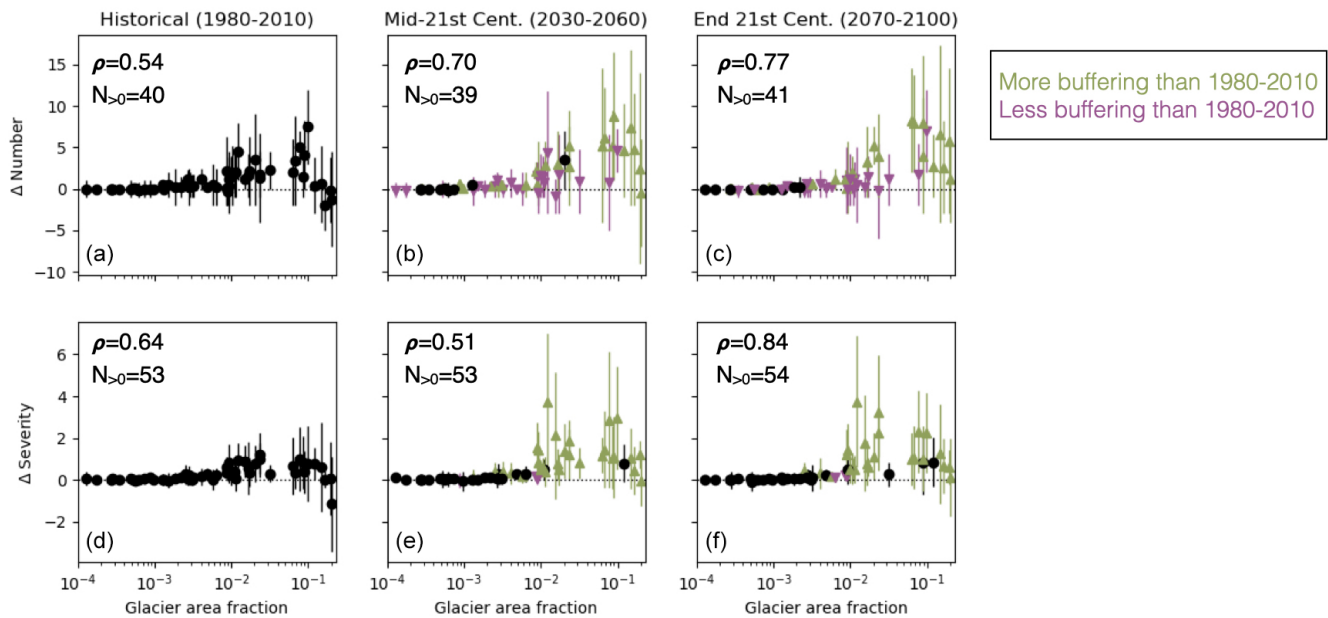 Historical (1980-2010)
Mid-21st Cent. (2030-2060)
End 21st Cent. (2070-2100)
Δ Number
15
10
5
0
−5
−10
ρ=0.54
N>0=40
(a)
ρ=0.70
N>0=39
(b)
ρ=0.77
N>0=41
(c)
More buffering than 1980-2010
Less buffering than 1980-2010
Δ Severity
6
4
2
0
−2
ρ=0.64
N>0=53
(d)
ρ=0.51
N>0=53
(e)
ρ=0.84
N>0=54
(f)
10⁻⁴ 10⁻³ 10⁻² 10⁻¹
10⁻⁴ 10⁻³ 10⁻² 10⁻¹
10⁻⁴ 10⁻³ 10⁻² 10⁻¹
Glacier area fraction
Glacier area fraction
Glacier area fraction